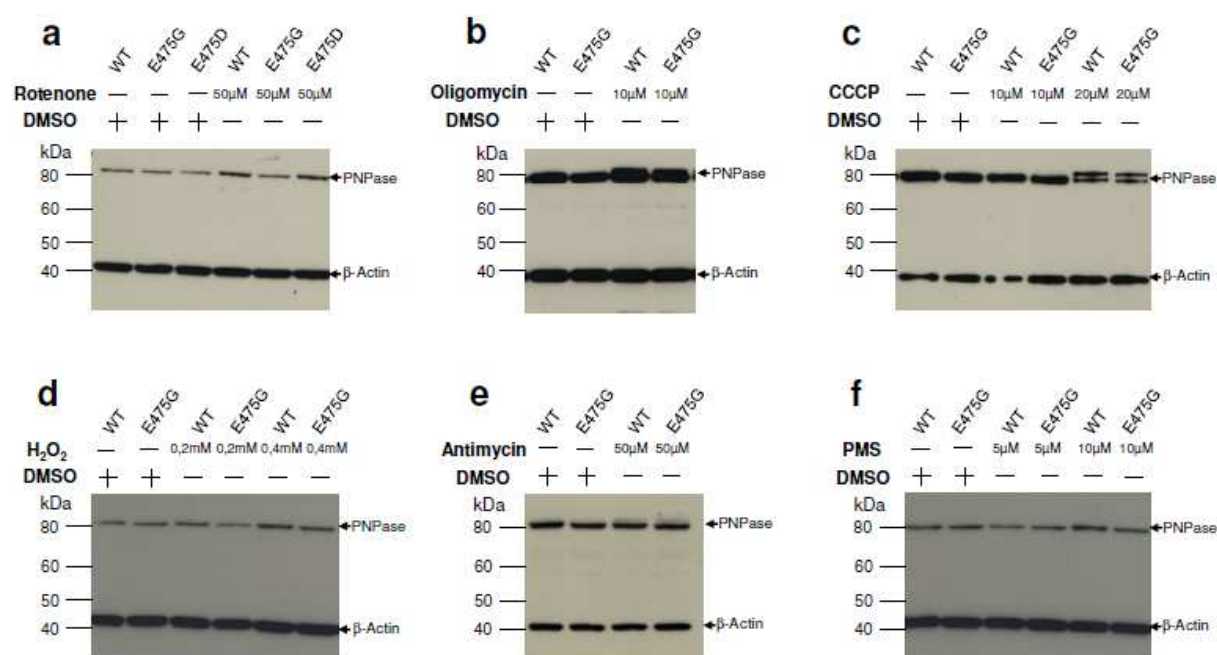 a
WT E475G E475D WT E475G E475D
Rotenone — — — 50µM 50µM 50µM
DMSO + + + — — —
kDa
80 PNPase
60
50
40 β-Actin
b
WT E475G WT E475G
Oligomycin — — 10µM 10µM
DMSO + + — —
kDa
80 PNPase
60
50
40 β-Actin
c
WT E475G WT E475G WT E475G
CCCP — — 10µM 10µM 20µM 20µM
DMSO + + — — — —
kDa
80 PNPase
60
50
40 β-Actin
d
WT E475G WT E475G WT E475G
H₂O₂ — — 0,2mM 0,2mM 0,4mM 0,4mM
DMSO + + — — — —
kDa
80 PNPase
60
50
40 β-Actin
e
WT E475G WT E475G
Antimycin — — 50µM 50µM
DMSO + + — —
kDa
80 PNPase
60
50
40 β-Actin
f
WT E475G WT E475G WT E475G
PMS — — 5µM 5µM 10µM 10µM
DMSO + + — — — —
kDa
80 PNPase
60
50
40 β-Actin